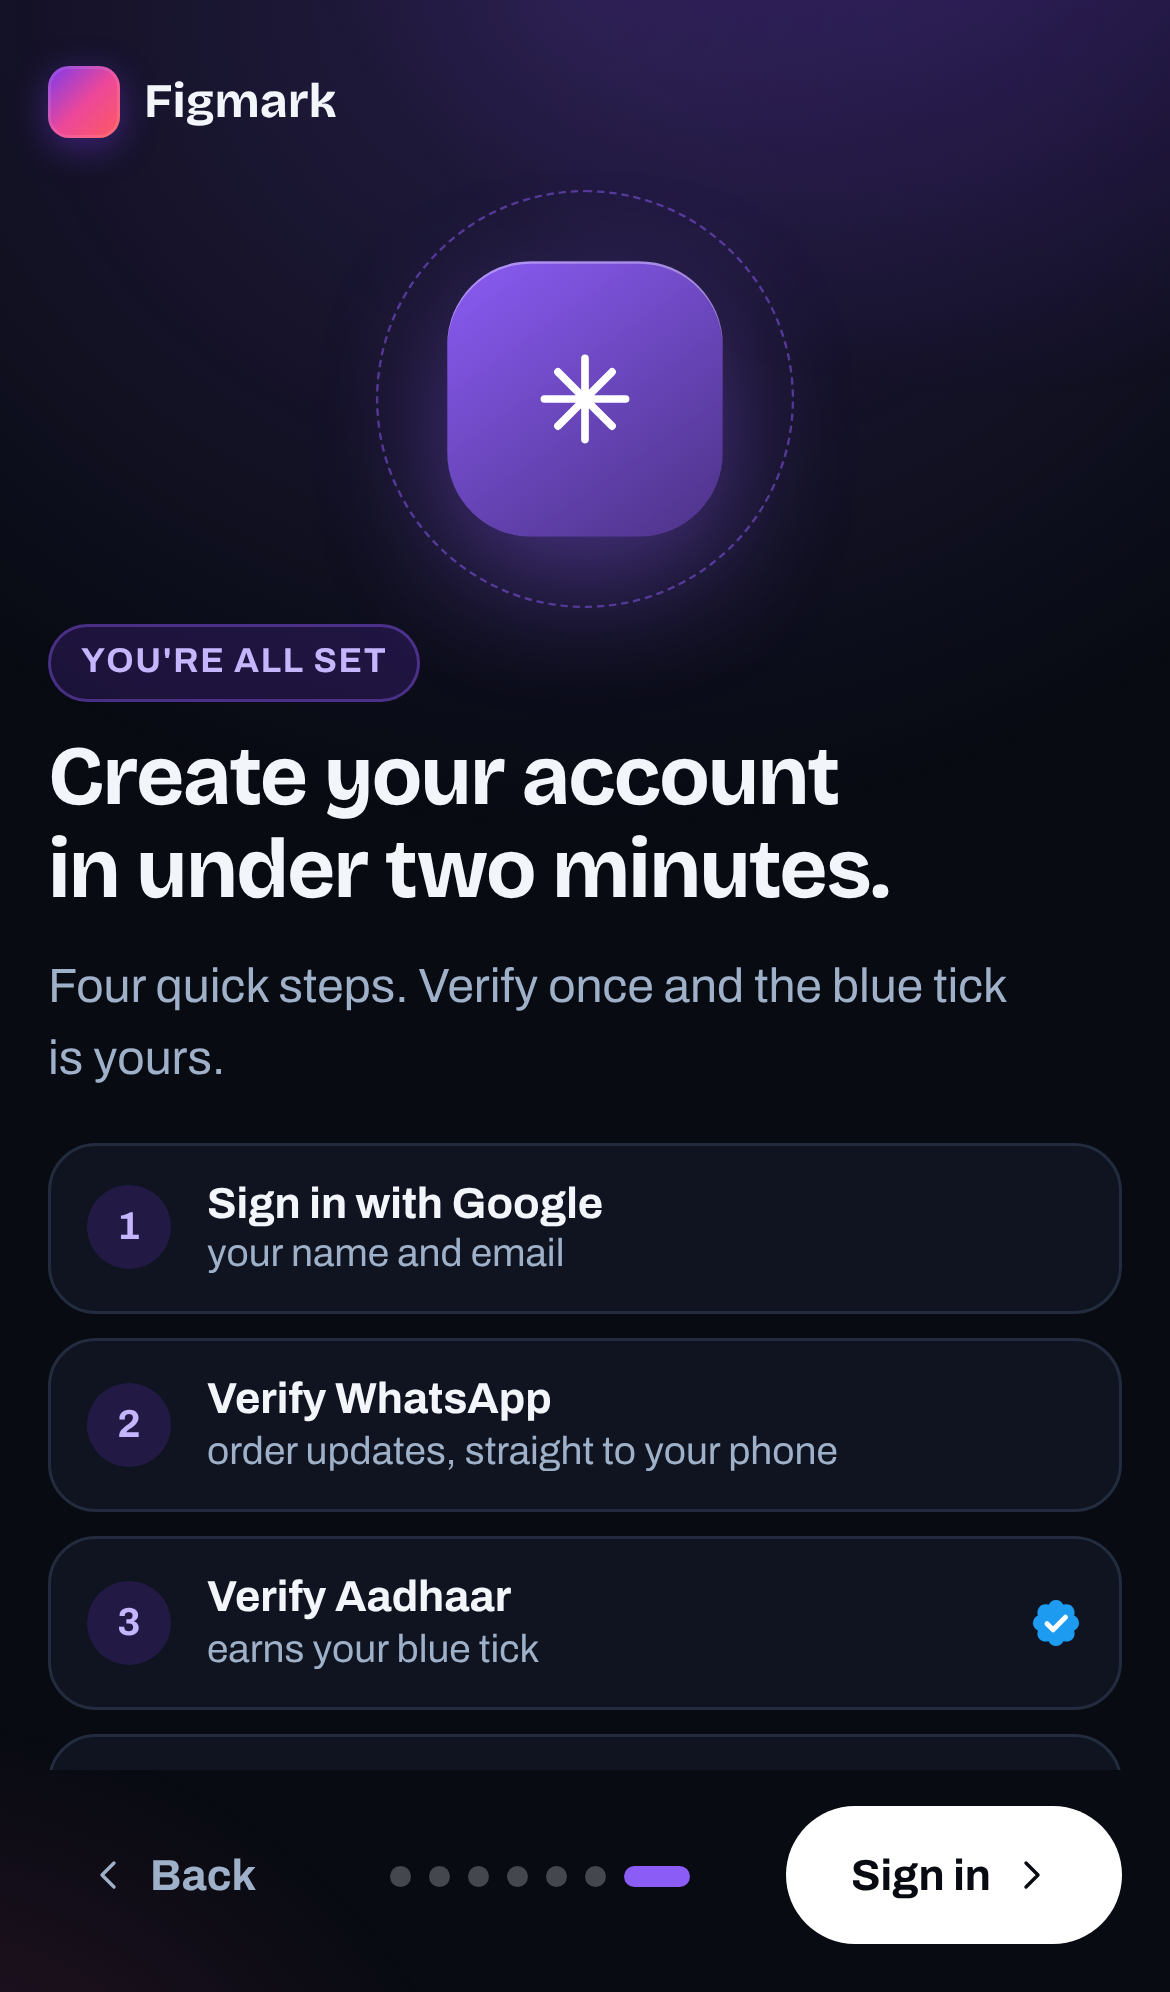 Figmark
YOU'RE ALL SET
Create your account
in under two minutes.
Four quick steps. Verify once and the blue tick
is yours.
1
Sign in with Google
your name and email
2
Verify WhatsApp
order updates, straight to your phone
3
Verify Aadhaar
earns your blue tick
Back
Sign in